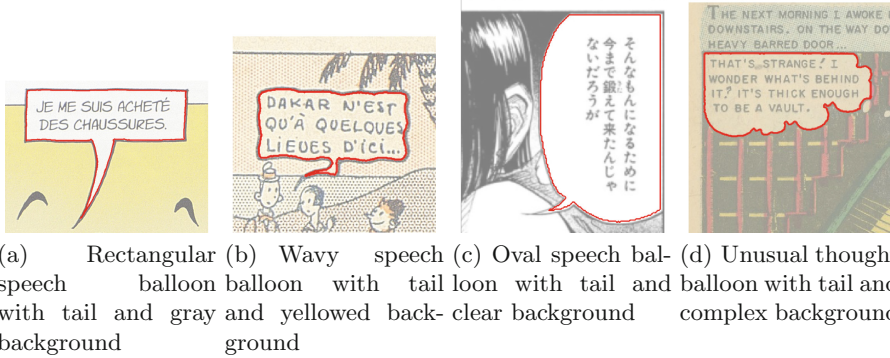 JE ME SUIS ACHETÉ
DES CHAUSSURES.
DAKAR N'EST
QU'À QUELQUES
LIEUES D'ICI...
そんなもんになるために
今まで鍛えて来たんじゃ
ないだろうが
THE NEXT MORNING I AWOKE
DOWNSTAIRS. ON THE WAY DO
HEAVY BARRED DOOR...
THAT'S STRANGE! I
WONDER WHAT'S BEHIND
IT? IT'S THICK ENOUGH
TO BE A VAULT.
(a) Rectangular
speech balloon
with tail and gray
background
(b) Wavy speech
balloon with tail
and yellowed back-
ground
(c) Oval speech bal-
loon with tail and
clear background
(d) Unusual though
balloon with tail and
complex background